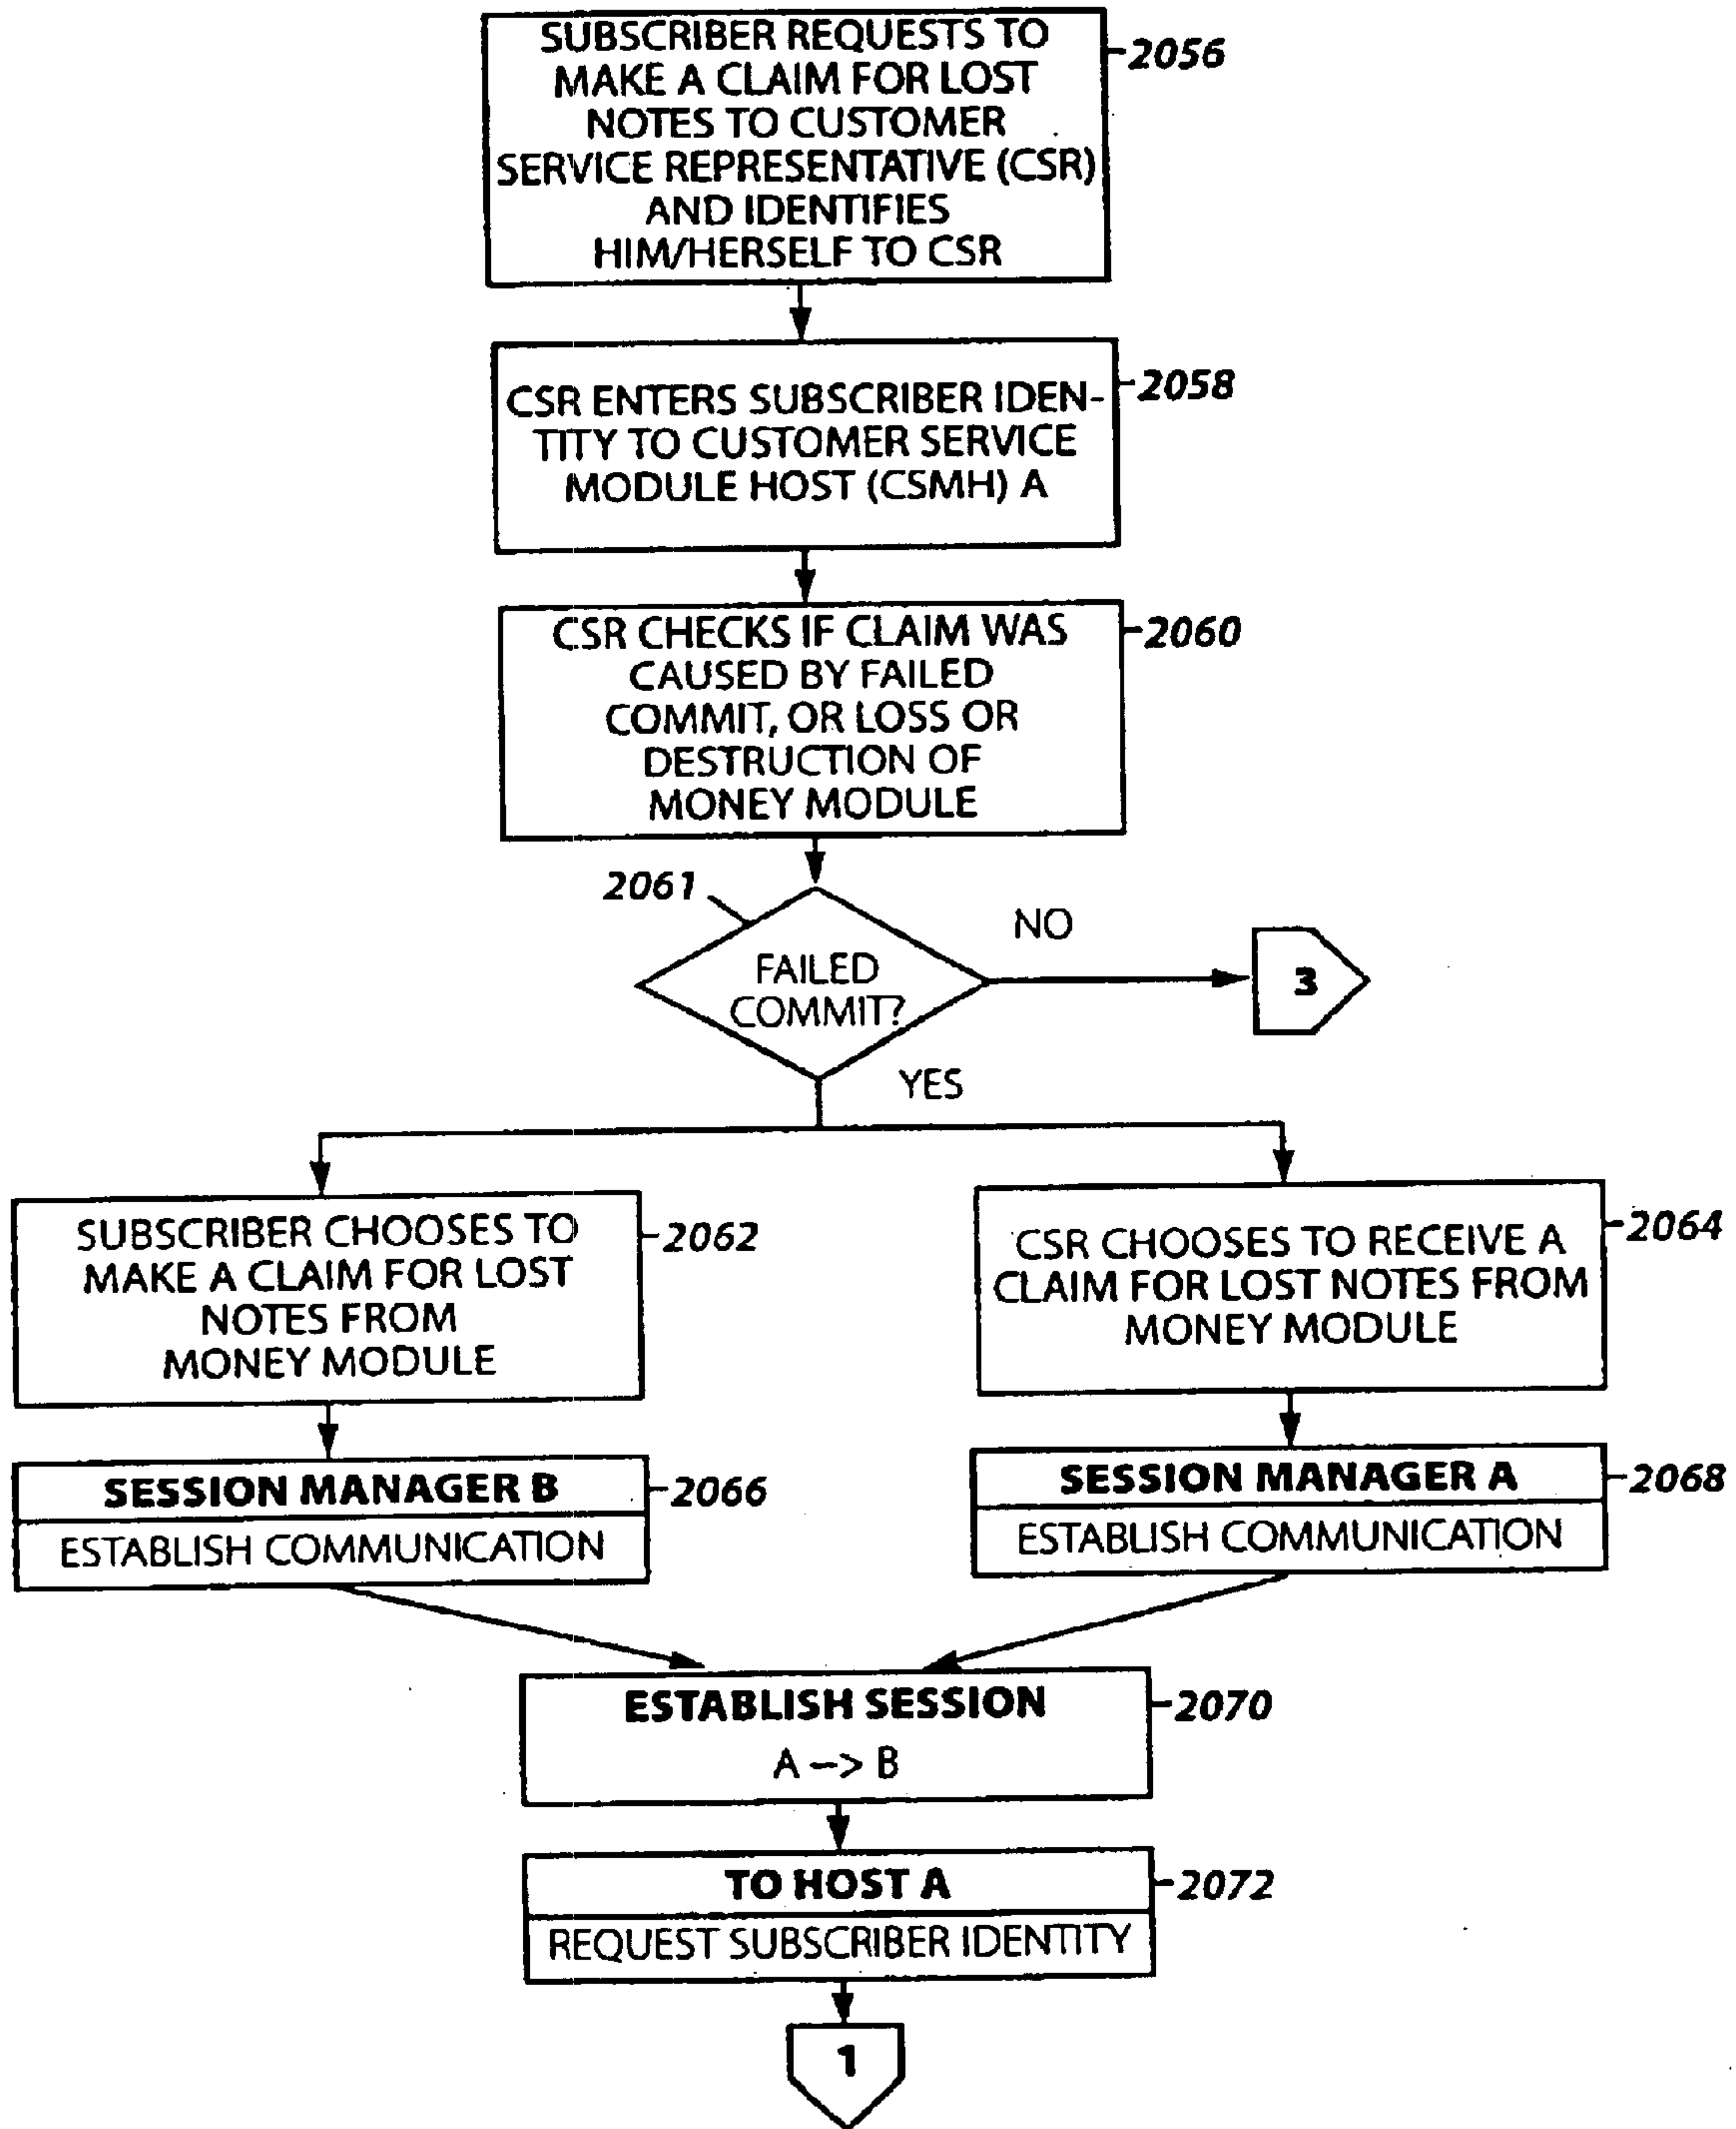 SUBSCRIBER REQUESTS TO
MAKE A CLAIM FOR LOST
NOTES TO CUSTOMER
SERVICE REPRESENTATIVE (CSR)
AND IDENTIFIES
HIM/HERSELF TO CSR
2056
CSR ENTERS SUBSCRIBER IDEN-
TITY TO CUSTOMER SERVICE
MODULE HOST (CSMH) A
2058
CSR CHECKS IF CLAIM WAS
CAUSED BY FAILED
COMMIT, OR LOSS OR
DESTRUCTION OF
MONEY MODULE
2060
2061
FAILED
COMMIT?
NO
3
YES
SUBSCRIBER CHOOSES TO
MAKE A CLAIM FOR LOST
NOTES FROM
MONEY MODULE
2062
CSR CHOOSES TO RECEIVE A
CLAIM FOR LOST NOTES FROM
MONEY MODULE
2064
SESSION MANAGER B
2066
ESTABLISH COMMUNICATION
SESSION MANAGER A
2068
ESTABLISH COMMUNICATION
ESTABLISH SESSION
2070
A --> B
TO HOST A
2072
REQUEST SUBSCRIBER IDENTITY
1